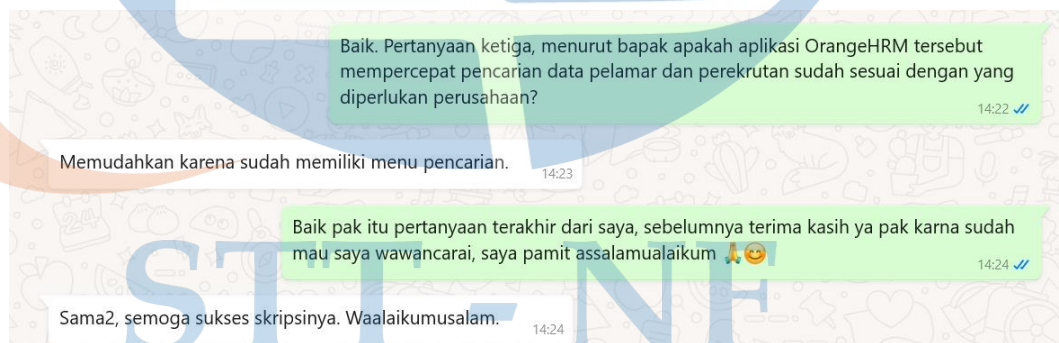 Baik. Pertanyaan ketiga, menurut bapak apakah aplikasi OrangeHRM tersebut
mempercepat pencarian data pelamar dan perekrutan sudah sesuai dengan yang
diperlukan perusahaan?
14:22
Memudahkan karena sudah memiliki menu pencarian.
14:23
Baik pak itu pertanyaan terakhir dari saya, sebelumnya terima kasih ya pak karna sudah
mau saya wawancarai, saya pamit assalamualaikum 🙏😊
14:24
Sama2, semoga sukses skripsinya. Waalaikumusalam.
14:24
STT - NF